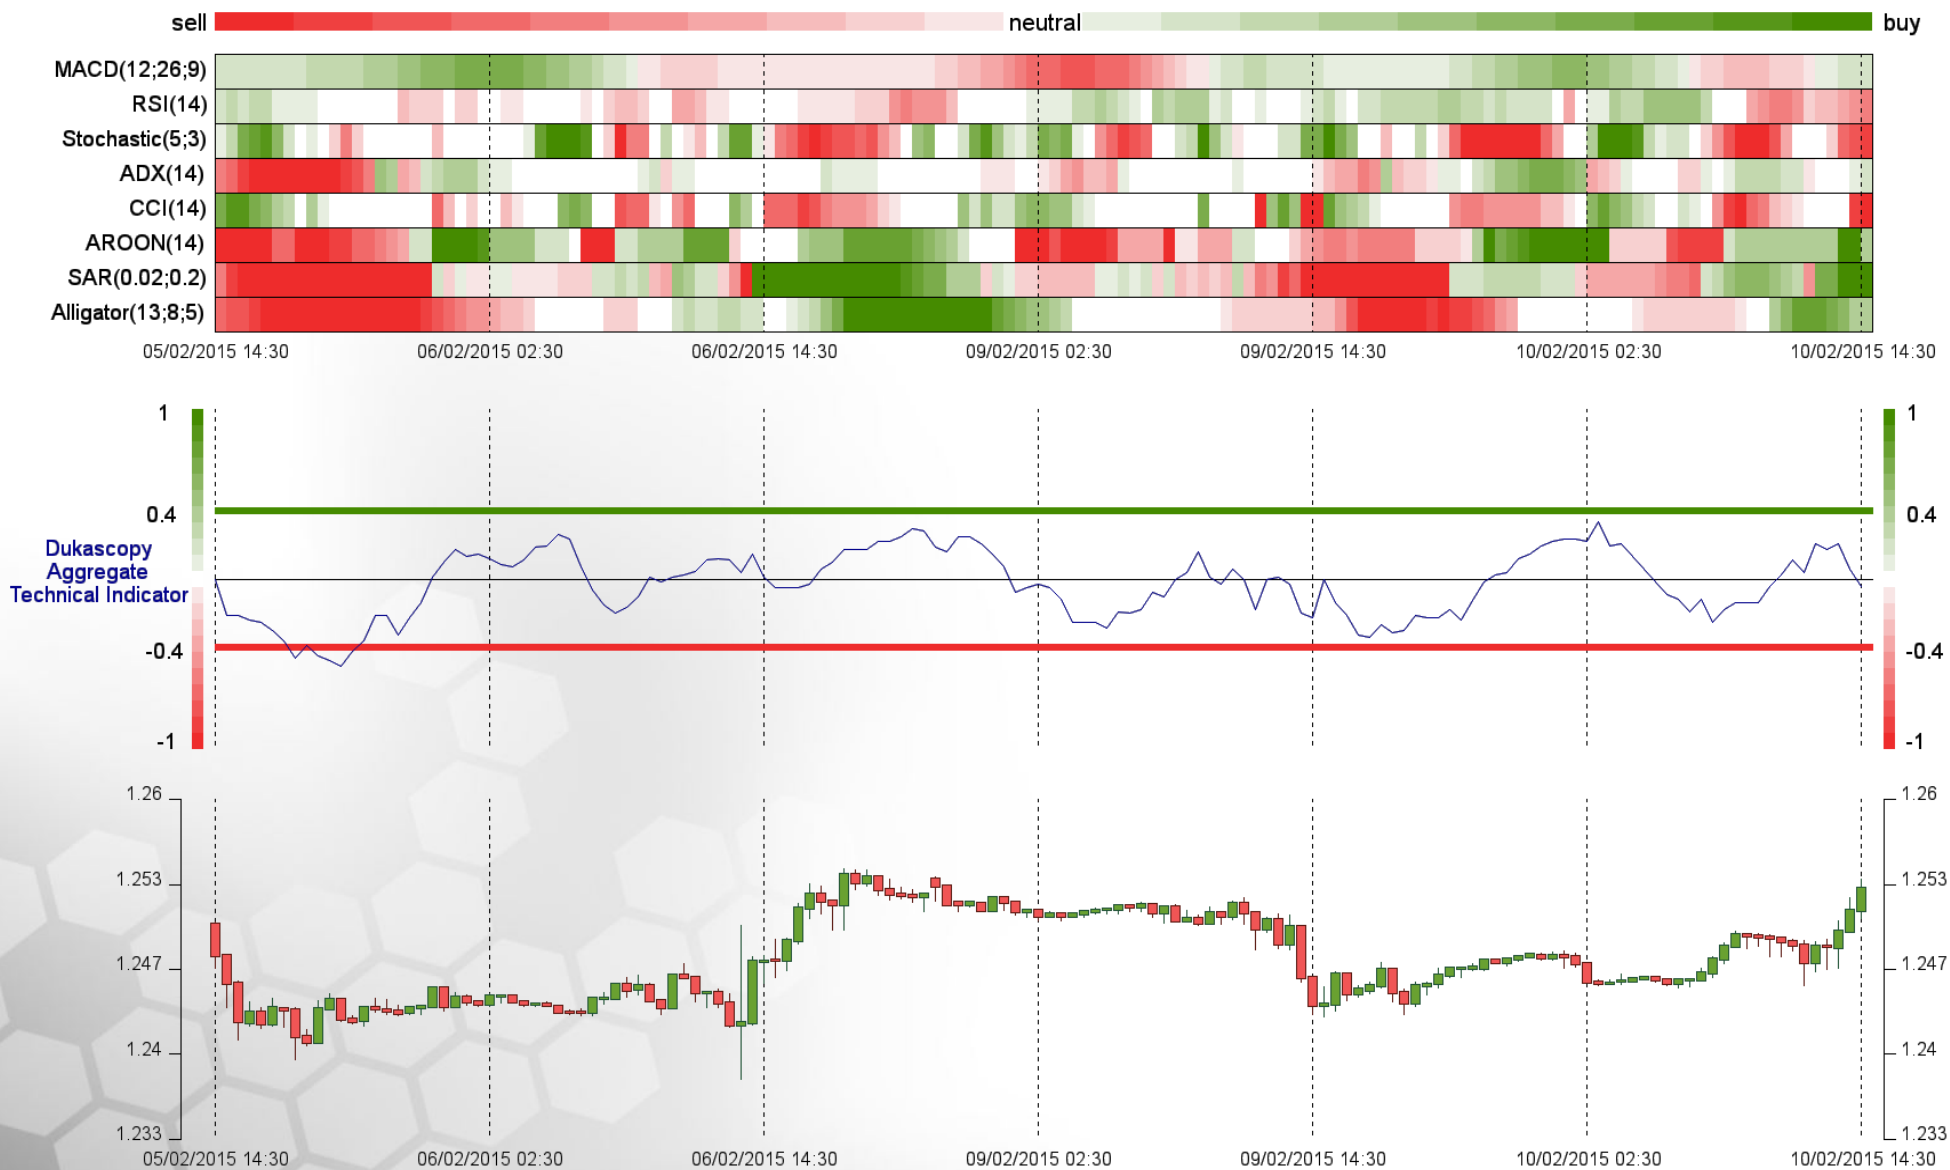 sell neutral buy
MACD(12;26;9)
RSI(14)
Stochastic(5;3)
ADX(14)
CCI(14)
AROON(14)
SAR(0.02;0.2)
Alligator(13;8;5)
05/02/2015 14:30 06/02/2015 02:30 06/02/2015 14:30 09/02/2015 02:30 09/02/2015 14:30 10/02/2015 02:30 10/02/2015 14:30
1 1
0.4 0.4
Dukascopy
Aggregate
Technical Indicator
-0.4 -0.4
-1 -1
1.26 1.26
1.253 1.253
1.247 1.247
1.24 1.24
1.233 1.233
05/02/2015 14:30 06/02/2015 02:30 06/02/2015 14:30 09/02/2015 02:30 09/02/2015 14:30 10/02/2015 02:30 10/02/2015 14:30